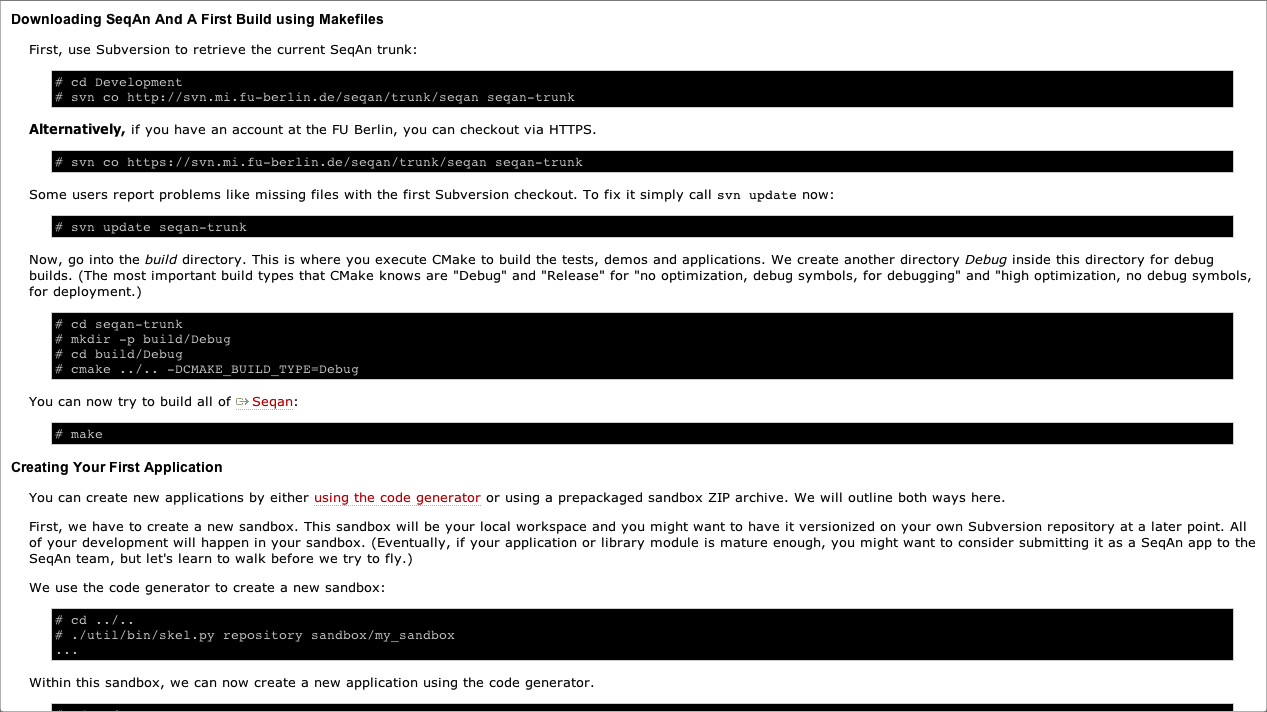 Downloading SeqAn And A First Build using Makefiles
First, use Subversion to retrieve the current SeqAn trunk:
# cd Development
# svn co http://svn.mi.fu-berlin.de/seqan/trunk/seqan seqan-trunk
Alternatively, if you have an account at the FU Berlin, you can checkout via HTTPS.
# svn co https://svn.mi.fu-berlin.de/seqan/trunk/seqan seqan-trunk
Some users report problems like missing files with the first Subversion checkout. To fix it simply call svn update now:
# svn update seqan-trunk
Now, go into the build directory. This is where you execute CMake to build the tests, demos and applications. We create another directory Debug inside this directory for debug
builds. (The most important build types that CMake knows are "Debug" and "Release" for "no optimization, debug symbols, for debugging" and "high optimization, no debug symbols,
for deployment.)
# cd seqan-trunk
# mkdir -p build/Debug
# cd build/Debug
# cmake ../.. -DCMAKE_BUILD_TYPE=Debug
You can now try to build all of Seqan:
# make
Creating Your First Application
You can create new applications by either using the code generator or using a prepackaged sandbox ZIP archive. We will outline both ways here.
First, we have to create a new sandbox. This sandbox will be your local workspace and you might want to have it versionized on your own Subversion repository at a later point. All
of your development will happen in your sandbox. (Eventually, if your application or library module is mature enough, you might want to consider submitting it as a SeqAn app to the
SeqAn team, but let's learn to walk before we try to fly.)
We use the code generator to create a new sandbox:
# cd ../..
# ./util/bin/skel.py repository sandbox/my_sandbox
...
Within this sandbox, we can now create a new application using the code generator.